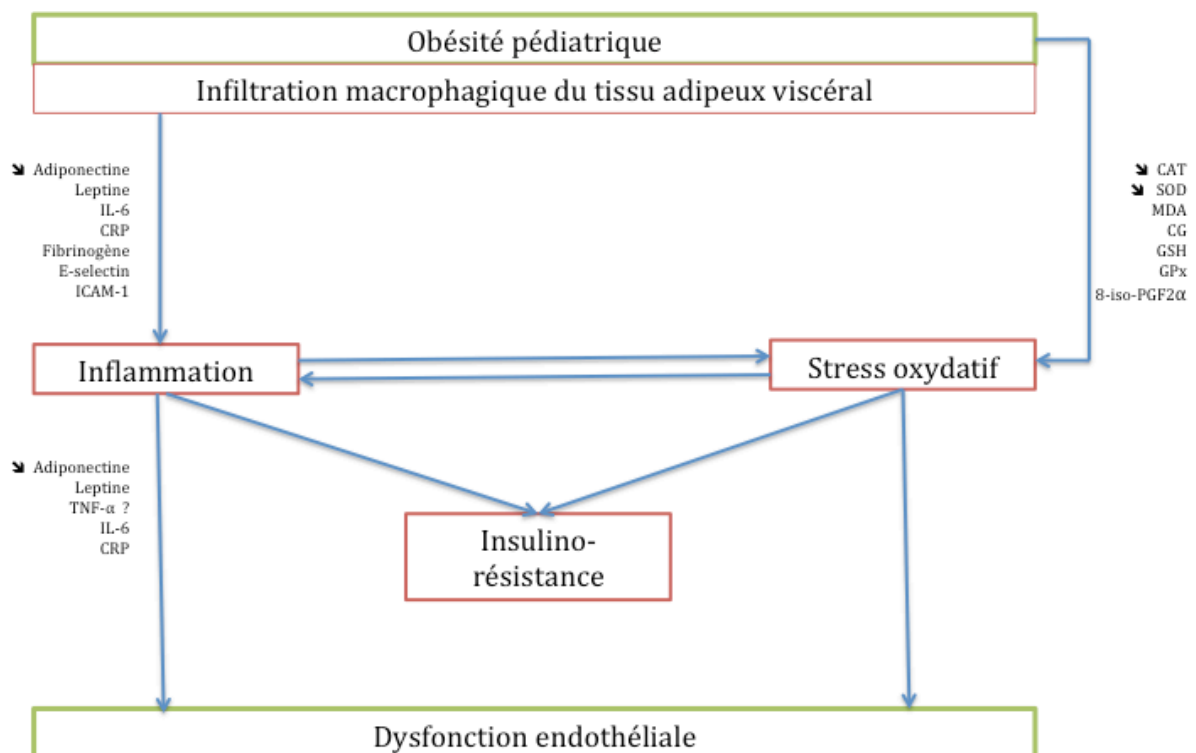 Obésité pédiatrique
Infiltration macrophagique du tissu adipeux viscéral
➘ Adiponectine
Leptine
IL-6
CRP
Fibrinogène
E-selectin
ICAM-1
➘ CAT
➘ SOD
MDA
CG
GSH
GPx
8-iso-PGF2α
Inflammation
Stress oxydatif
➘ Adiponectine
Leptine
TNF-α ?
IL-6
CRP
Insulino-
résistance
Dysfonction endothéliale